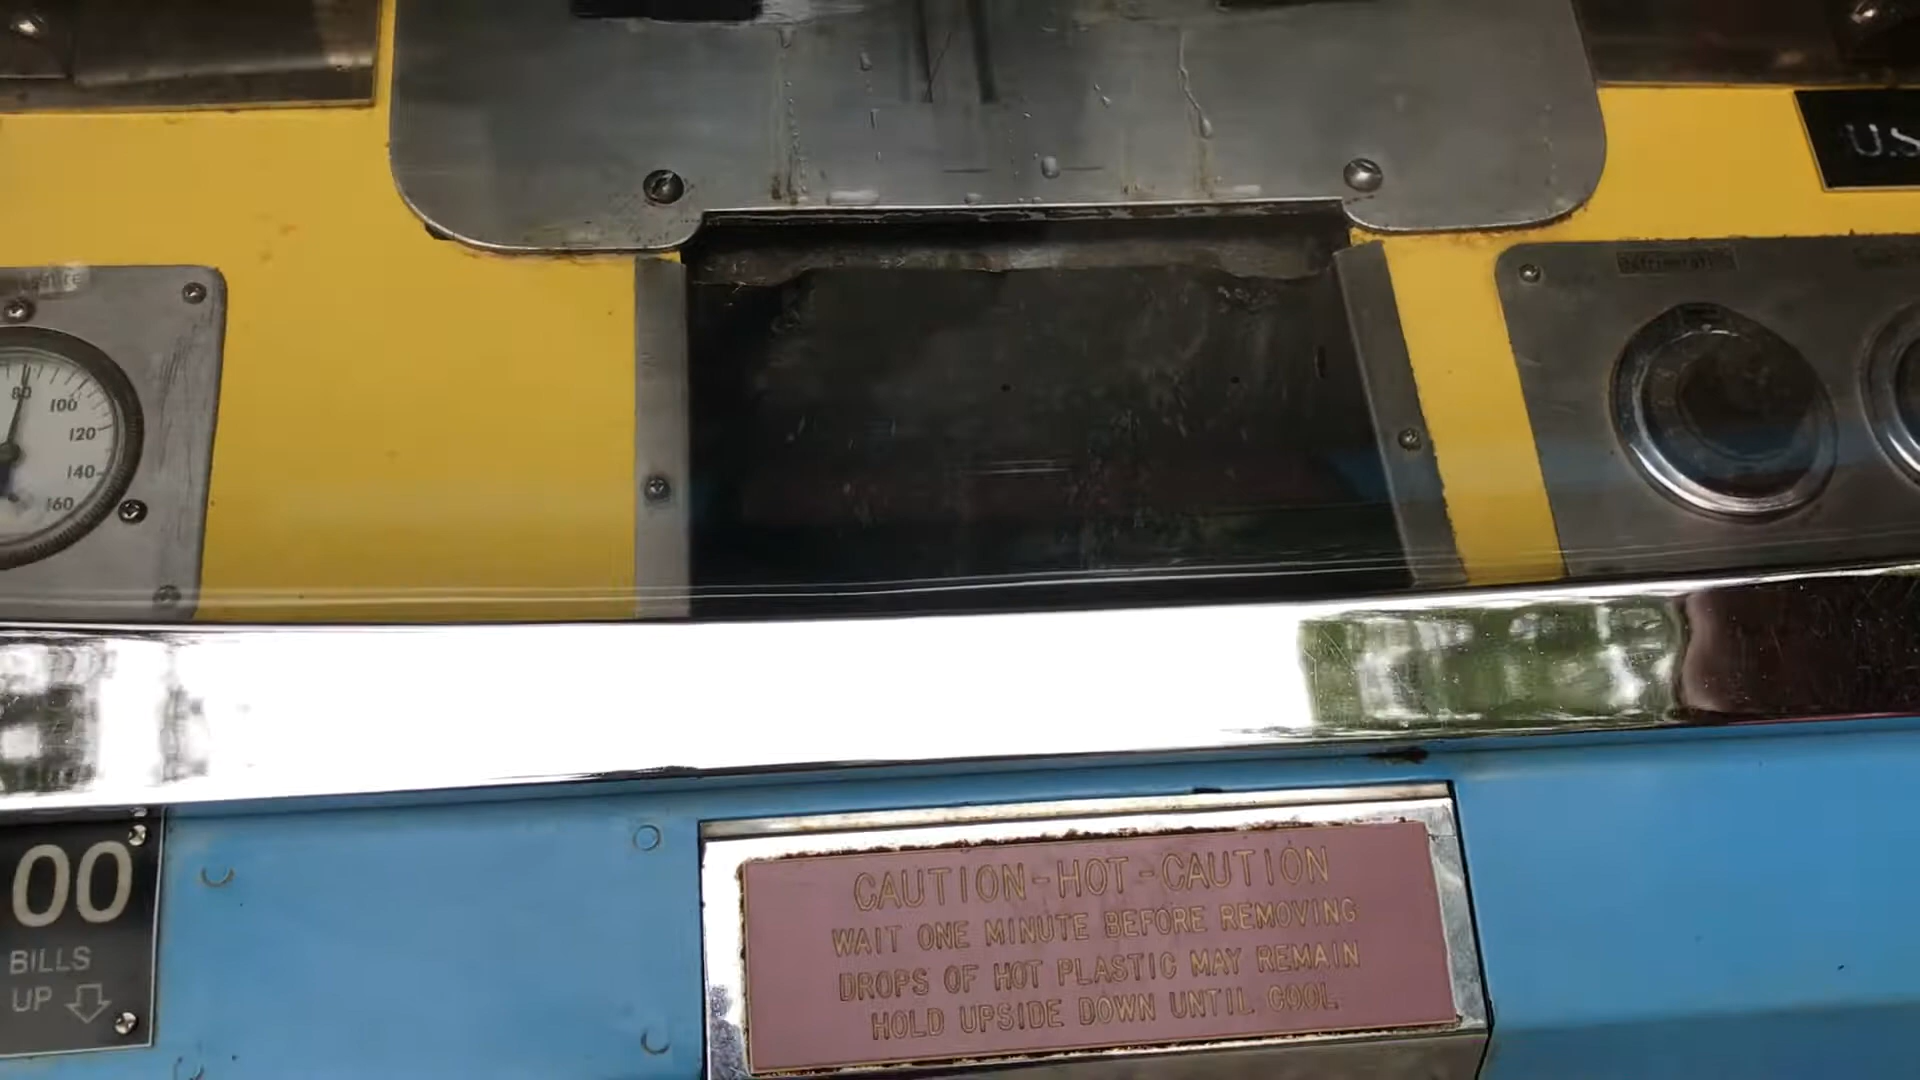 U.S
80
100
120
140
160
00
BILLS
UP
CAUTION-HOT-CAUTION
WAIT ONE MINUTE BEFORE REMOVING
DROPS OF HOT PLASTIC MAY REMAIN
HOLD UPSIDE DOWN UNTIL COOL